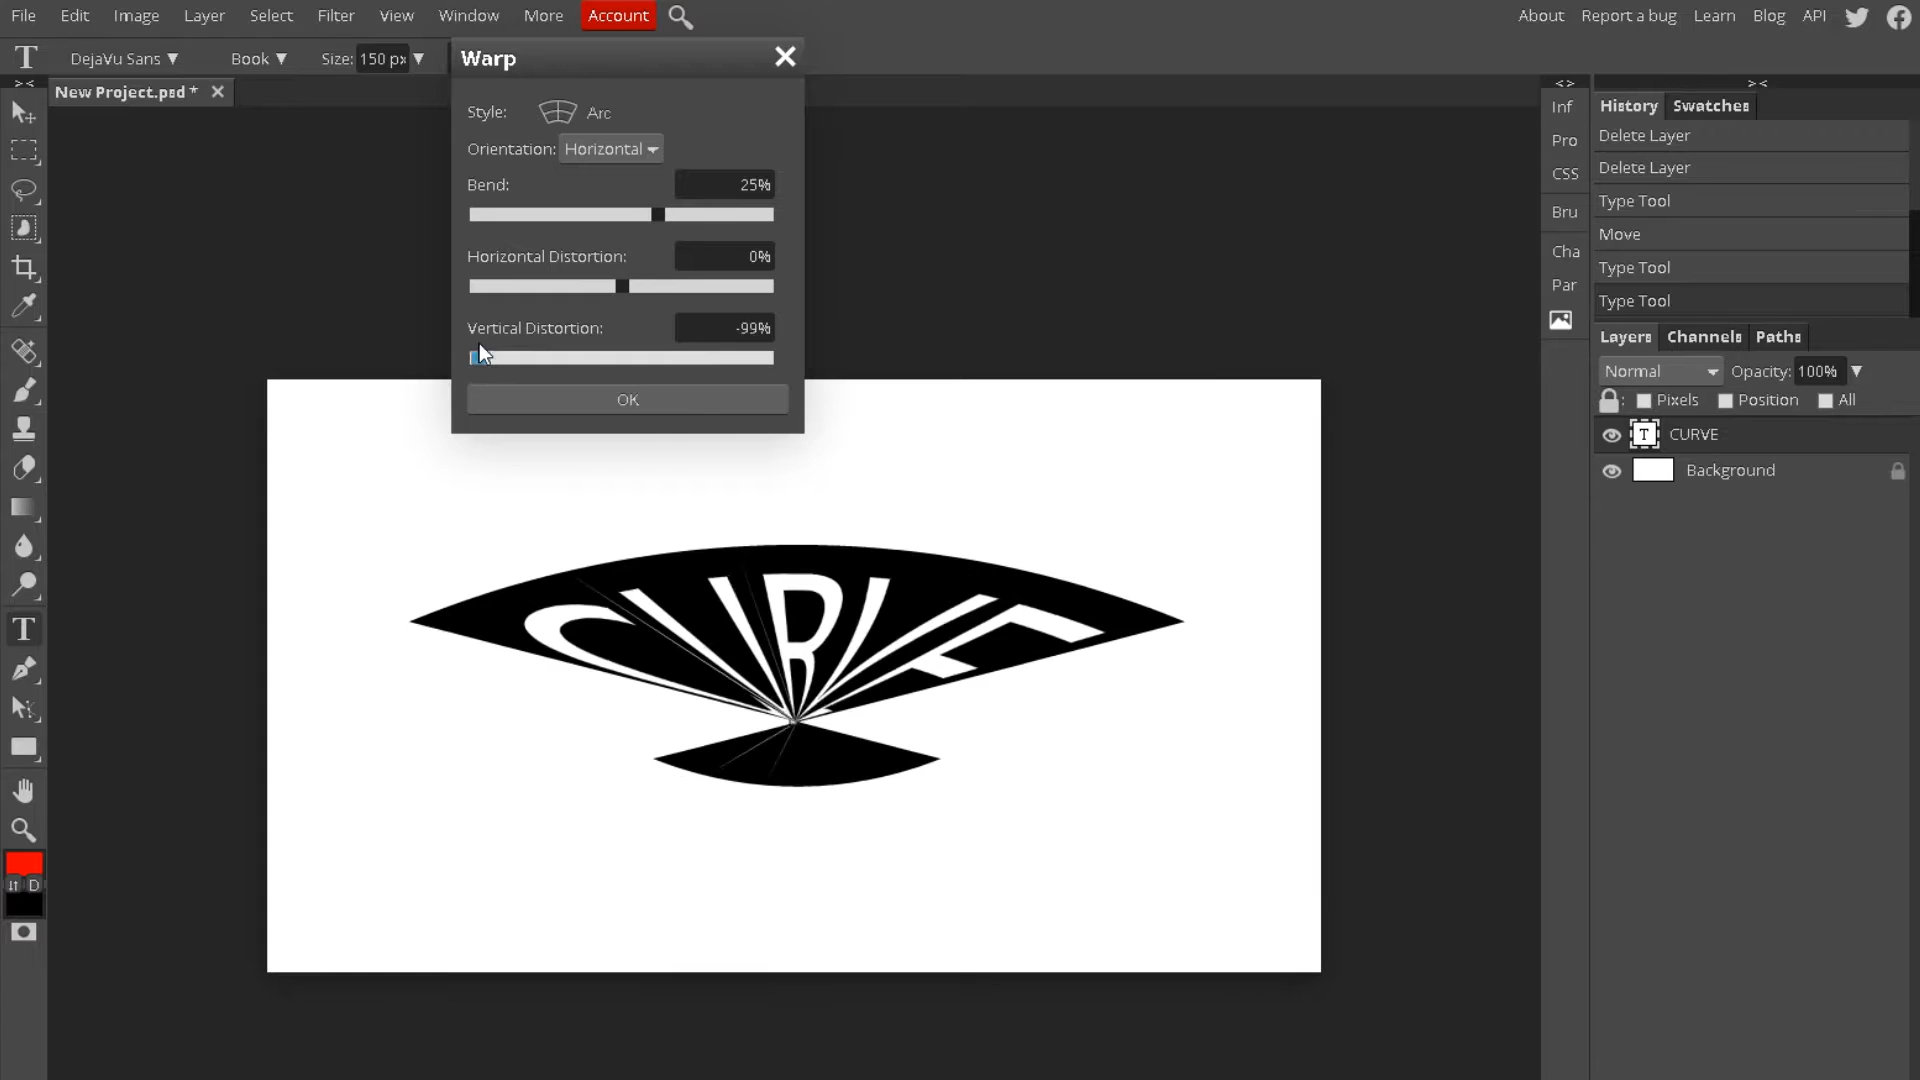 File Edit Image Layer Select Filter View Window More Account About Report a bug Learn Blog API
T DejaVu Sans ▼ Book ▼ Size: 150 px ▼
New Project.psd *
Warp
Style: Arc
Orientation: Horizontal
Bend: 25%
Horizontal Distortion: 0%
Vertical Distortion: -99%
OK
CURVE
T
D
Inf
Pro
CSS
Bru
Cha
Par
History Swatches
Delete Layer
Delete Layer
Type Tool
Move
Type Tool
Type Tool
Layers Channels Paths
Normal Opacity: 100% ▼
: Pixels Position All
T CURVE
Background